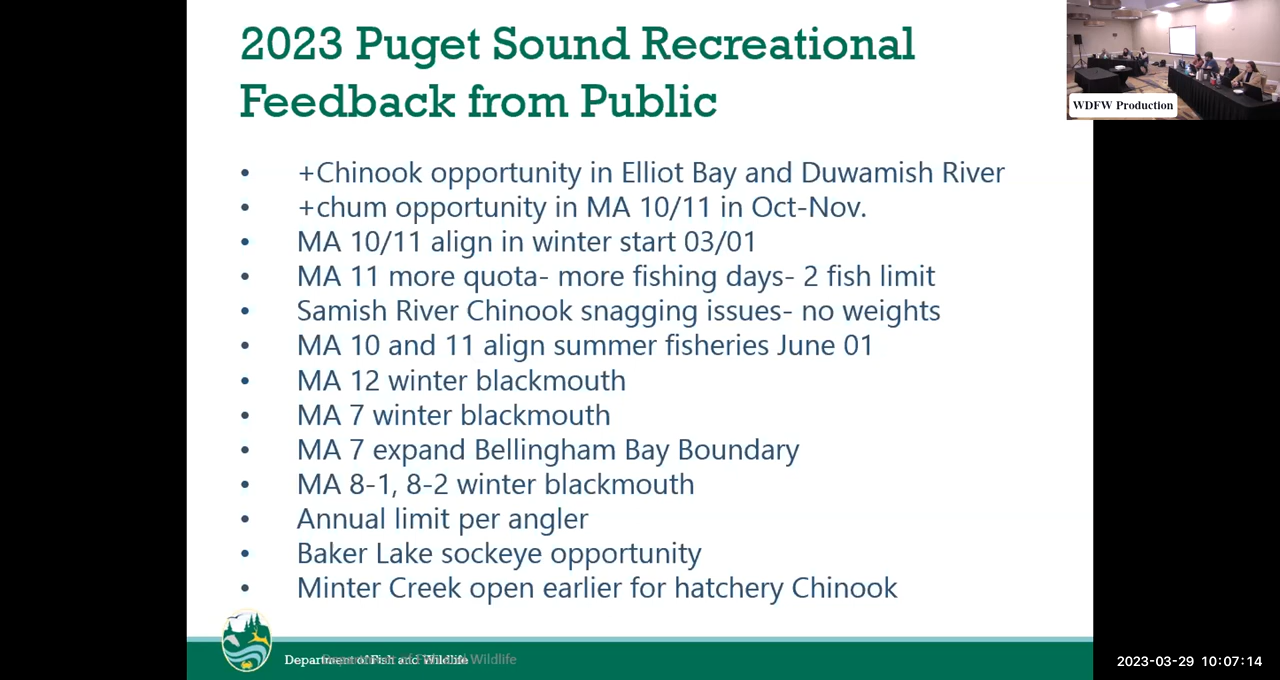 2023 Puget Sound Recreational
Feedback from Public
WDFW Production
• +Chinook opportunity in Elliot Bay and Duwamish River
• +chum opportunity in MA 10/11 in Oct-Nov.
• MA 10/11 align in winter start 03/01
• MA 11 more quota- more fishing days- 2 fish limit
• Samish River Chinook snagging issues- no weights
• MA 10 and 11 align summer fisheries June 01
• MA 12 winter blackmouth
• MA 7 winter blackmouth
• MA 7 expand Bellingham Bay Boundary
• MA 8-1, 8-2 winter blackmouth
• Annual limit per angler
• Baker Lake sockeye opportunity
• Minter Creek open earlier for hatchery Chinook
Department of Fish and Wildlife
Department of Fish and Wildlife
2023-03-29 10:07:14